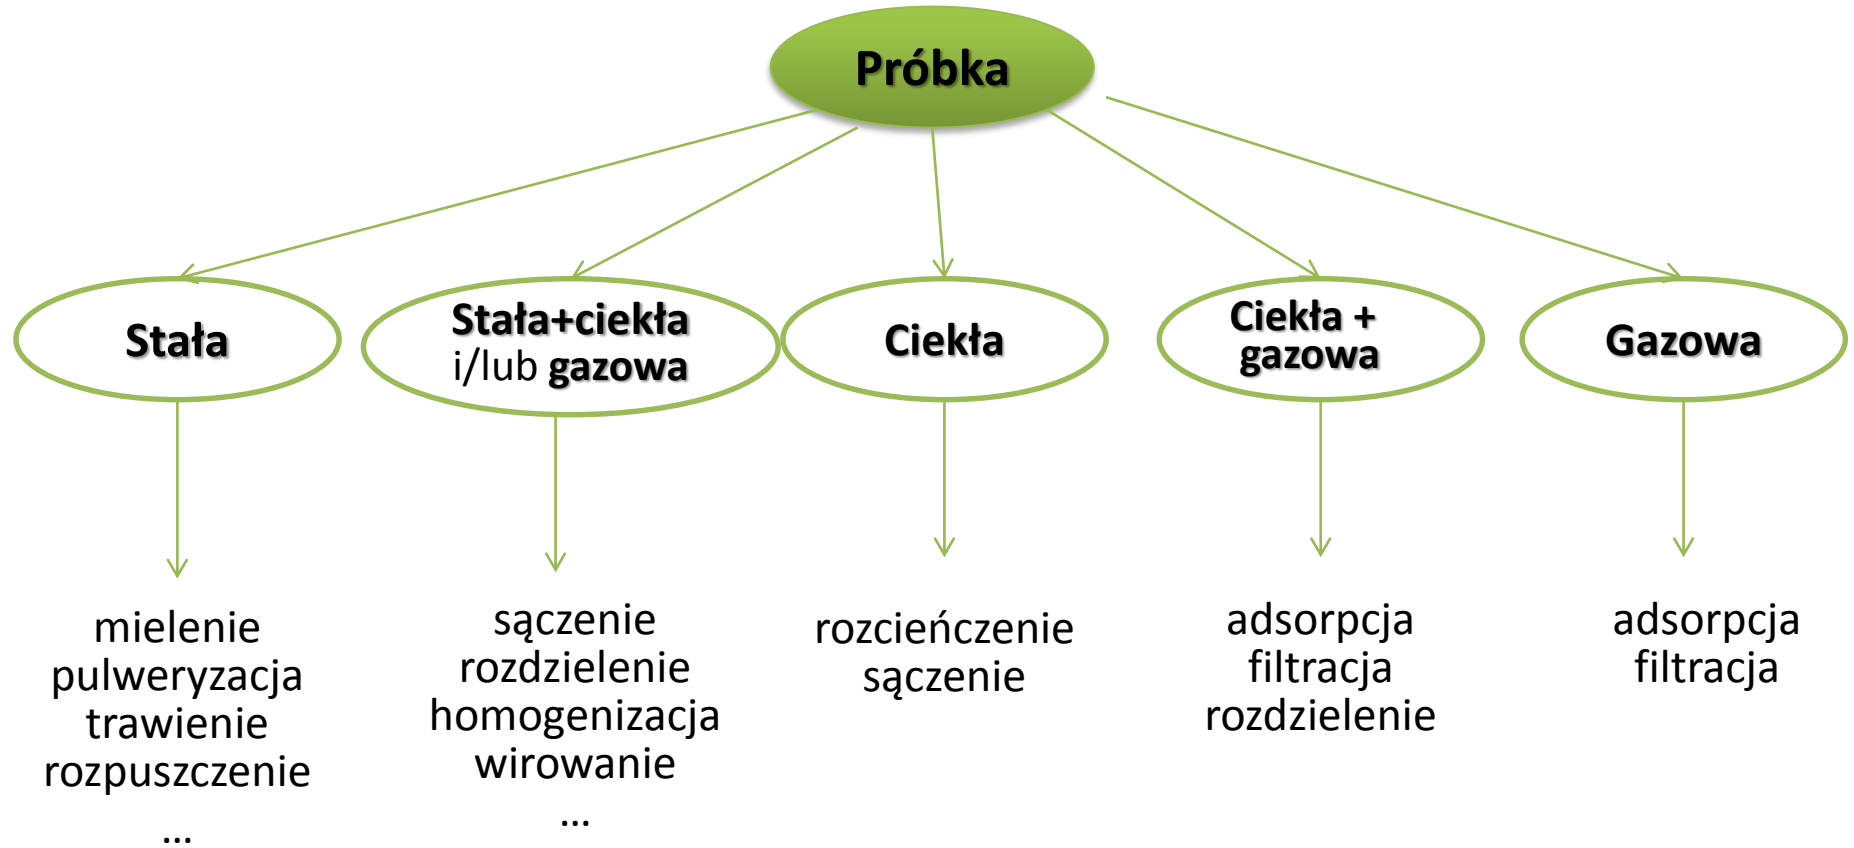 Próbka
Stała
Stała+ciekła
i/lub gazowa
Ciekła
Ciekła +
gazowa
Gazowa
mielenie
pulweryzacja
trawienie
rozpuszczenie
...
sączenie
rozdzielenie
homogenizacja
wirowanie
...
rozcieńczenie
sączenie
adsorpcja
filtracja
rozdzielenie
adsorpcja
filtracja